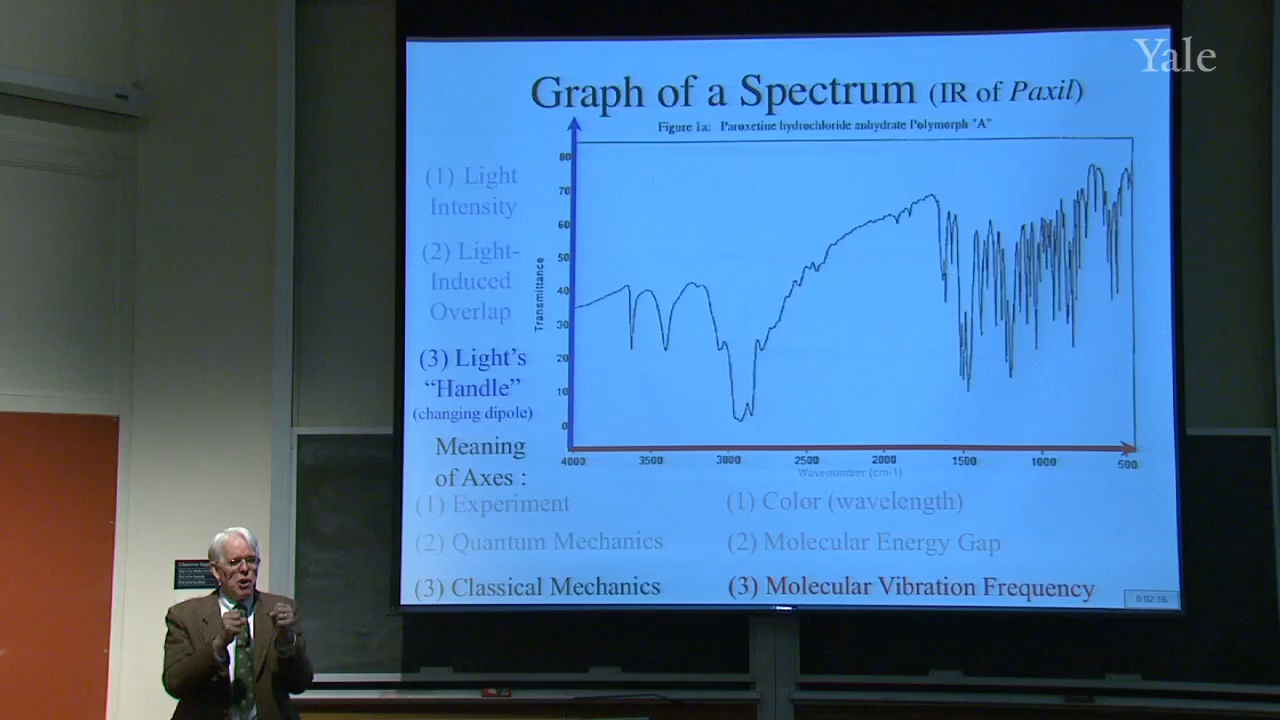 Yale
Graph of a Spectrum (IR of Paxil)
Figure 1a: Paroxetine hydrochloride anhydrate Polymorph "A"
(1) Light
Intensity
(2) Light-
Induced
Overlap
(3) Light's
"Handle"
(changing dipole)
Meaning
of Axes :
Transmittance
80
70
60
50
40
30
20
10
0
4000 3500 3000 2500 2000 1500 1000 500
Wavenumber (cm-1)
(1) Experiment (1) Color (wavelength)
(2) Quantum Mechanics (2) Molecular Energy Gap
(3) Classical Mechanics (3) Molecular Vibration Frequency
0:02:16